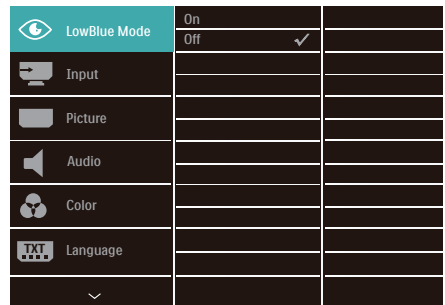 LowBlue Mode
On
Off
Input
Picture
Audio
Color
TXT
Language